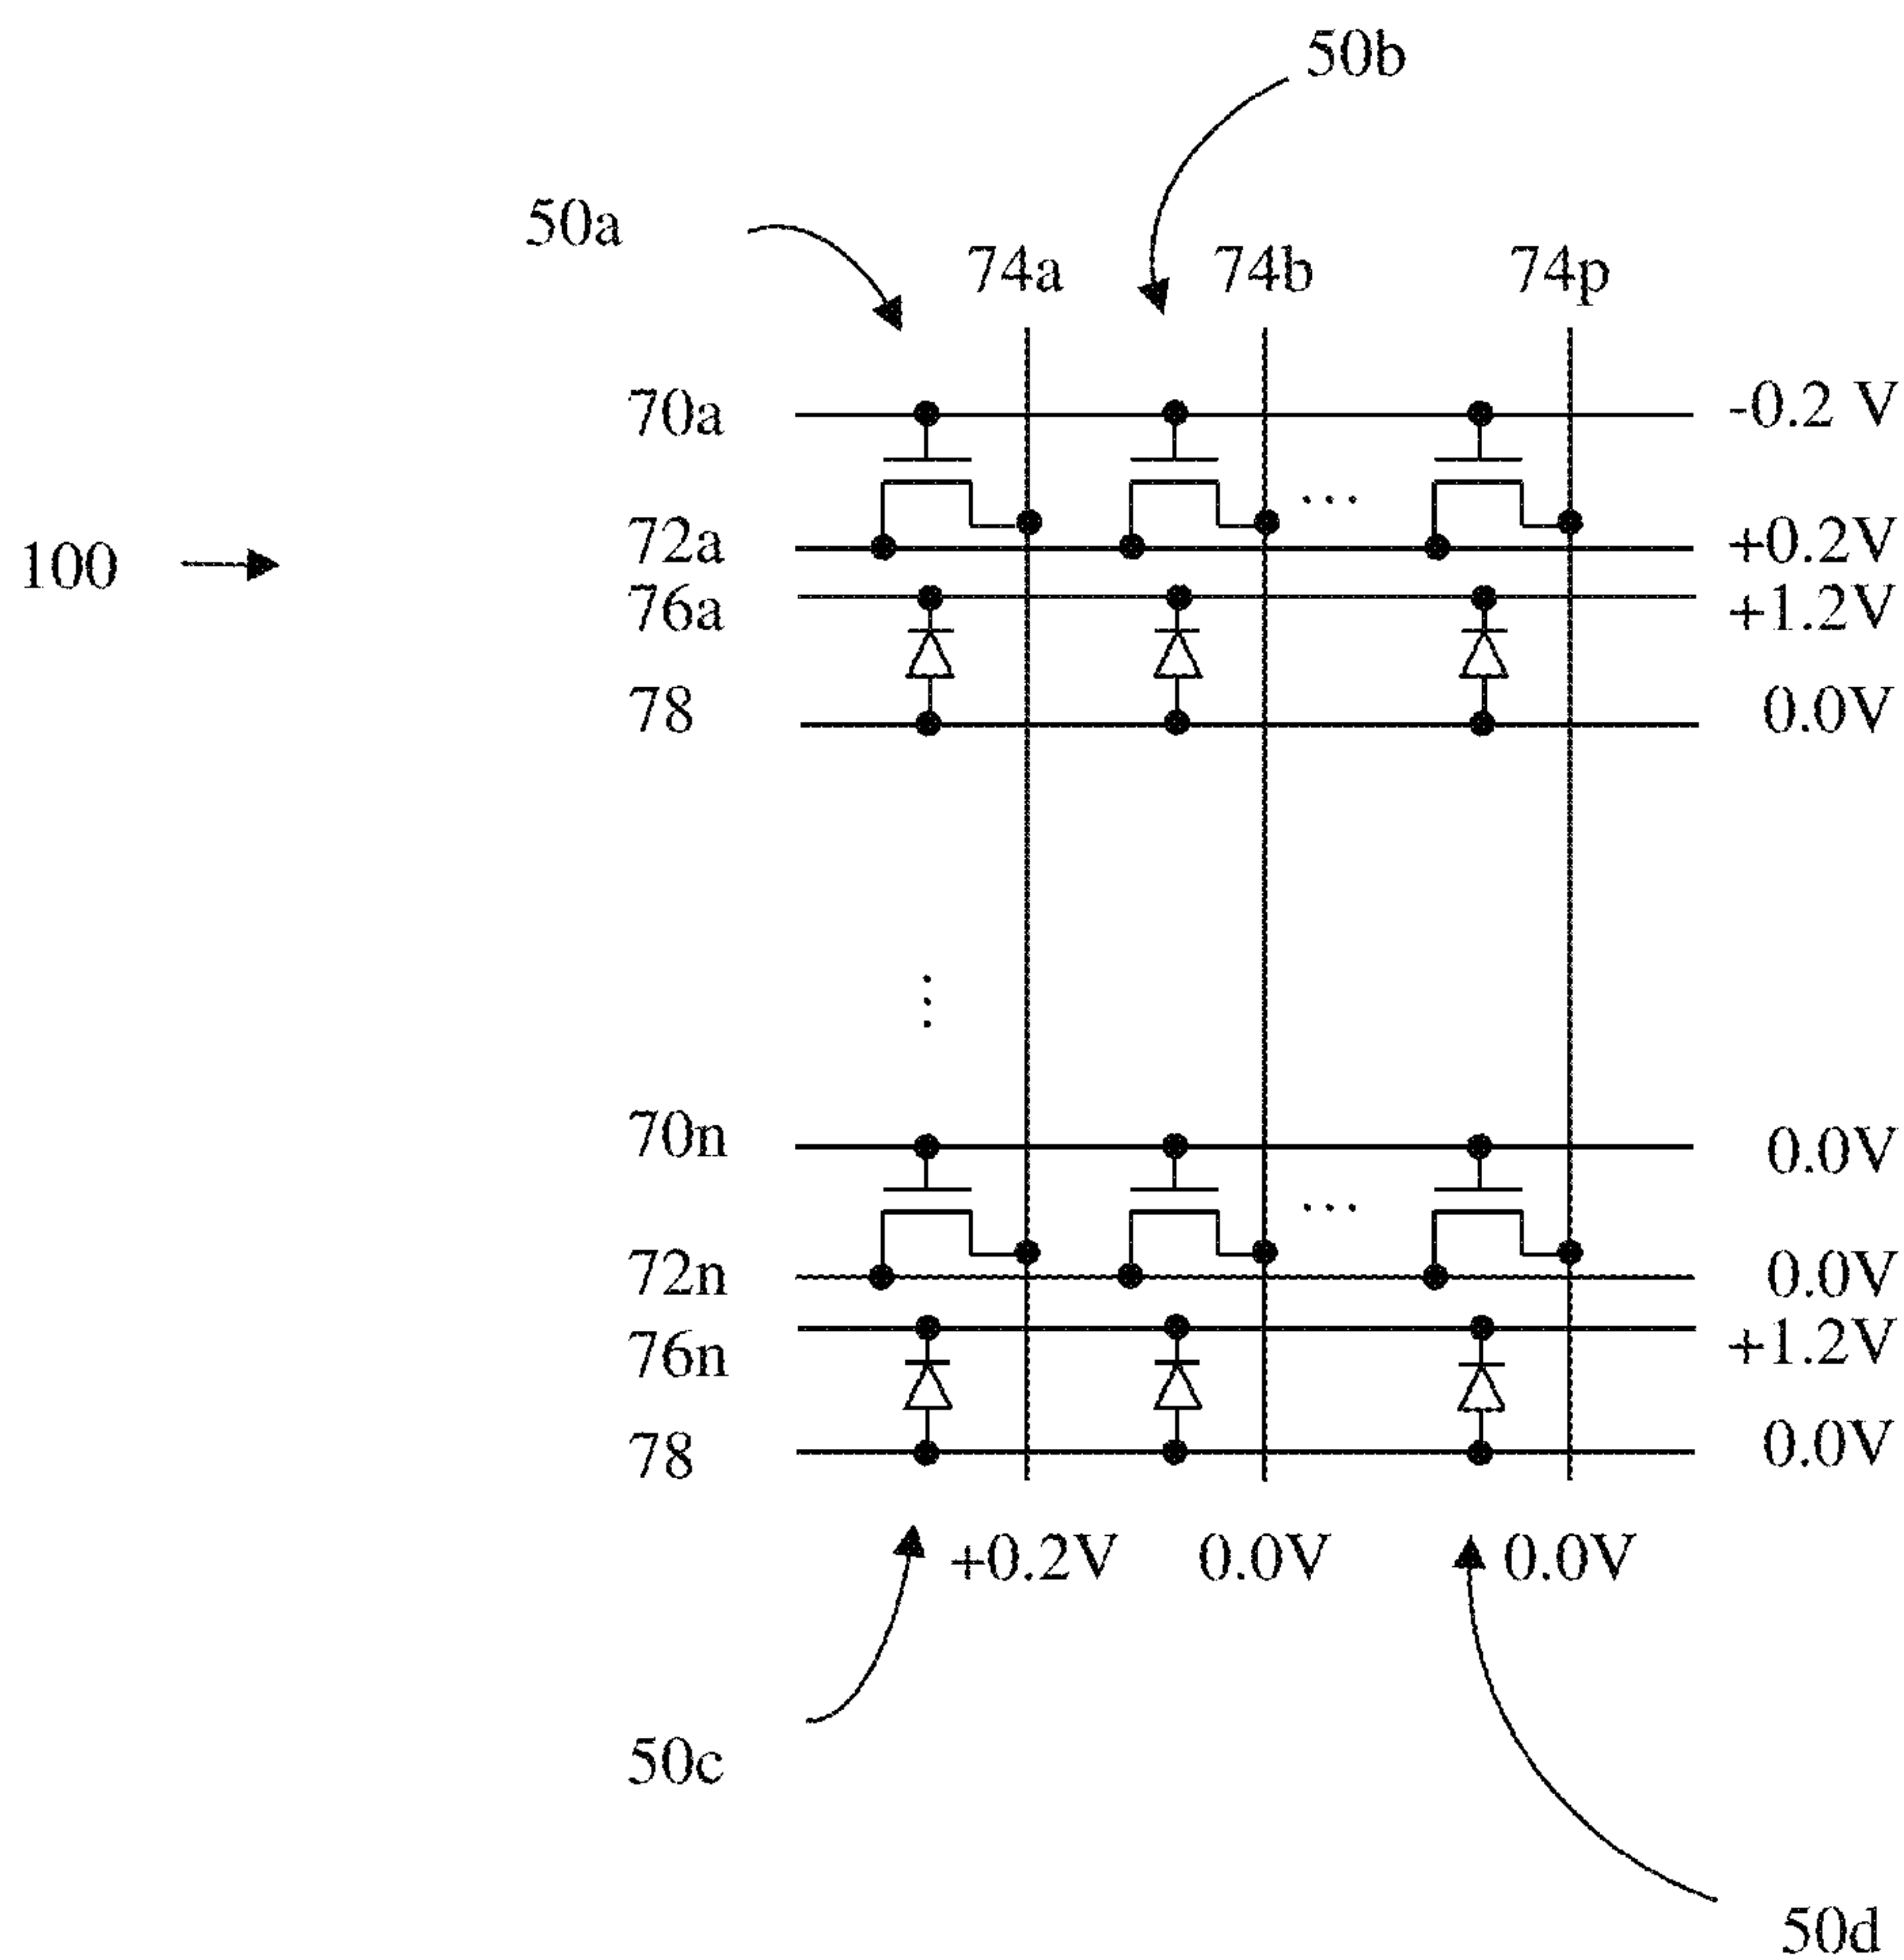 50b
50a
74a 74b 74p
70a -0.2 V
...
72a +0.2V
100
76a +1.2V
78 0.0V
70n 0.0V
...
72n 0.0V
76n +1.2V
78 0.0V
+0.2V 0.0V 0.0V
50c
50d